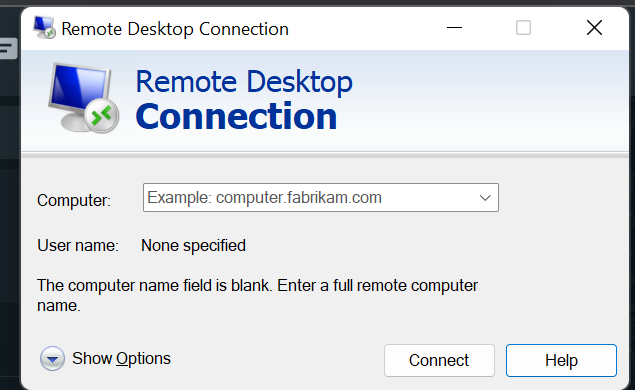 Remote Desktop Connection
Remote Desktop
Connection
Computer:
Example: computer.fabrikam.com
User name:
None specified
The computer name field is blank. Enter a full remote computer
name.
Show Options
Connect
Help